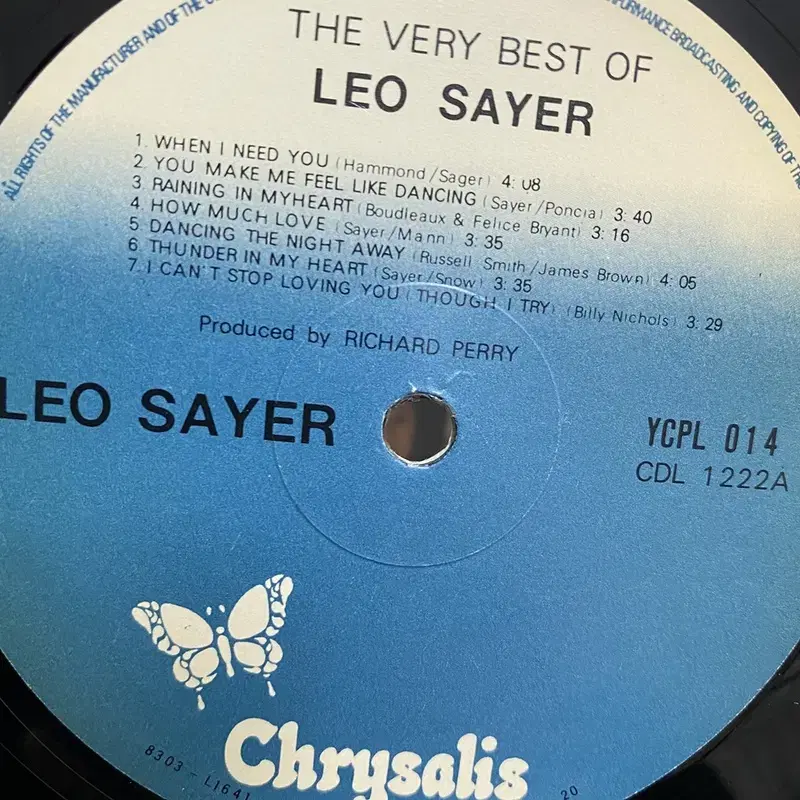 ALL RIGHTS OF THE MANUFACTURER AND OF THE
PERFORMANCE BROADCASTING AND COPYING OF
THE VERY BEST OF
LEO SAYER
1. WHEN I NEED YOU (Hammond/Sager) 4:08
2. YOU MAKE ME FEEL LIKE DANCING (Sayer/Poncia) 3:40
3. RAINING IN MYHEART (Boudleaux & Felice Bryant) 3:16
4. HOW MUCH LOVE (Sayer/Mann) 3:35
5. DANCING THE NIGHT AWAY (Russell Smith/James Brown) 4:05
6. THUNDER IN MY HEART (Sayer/Snow) 3:35
7. I CAN'T STOP LOVING YOU (THOUGH I TRY) (Billy Nichols) 3:29
Produced by RICHARD PERRY
LEO SAYER
YCPL 014
CDL 1222A
Chrysalis
8303-L1641
20